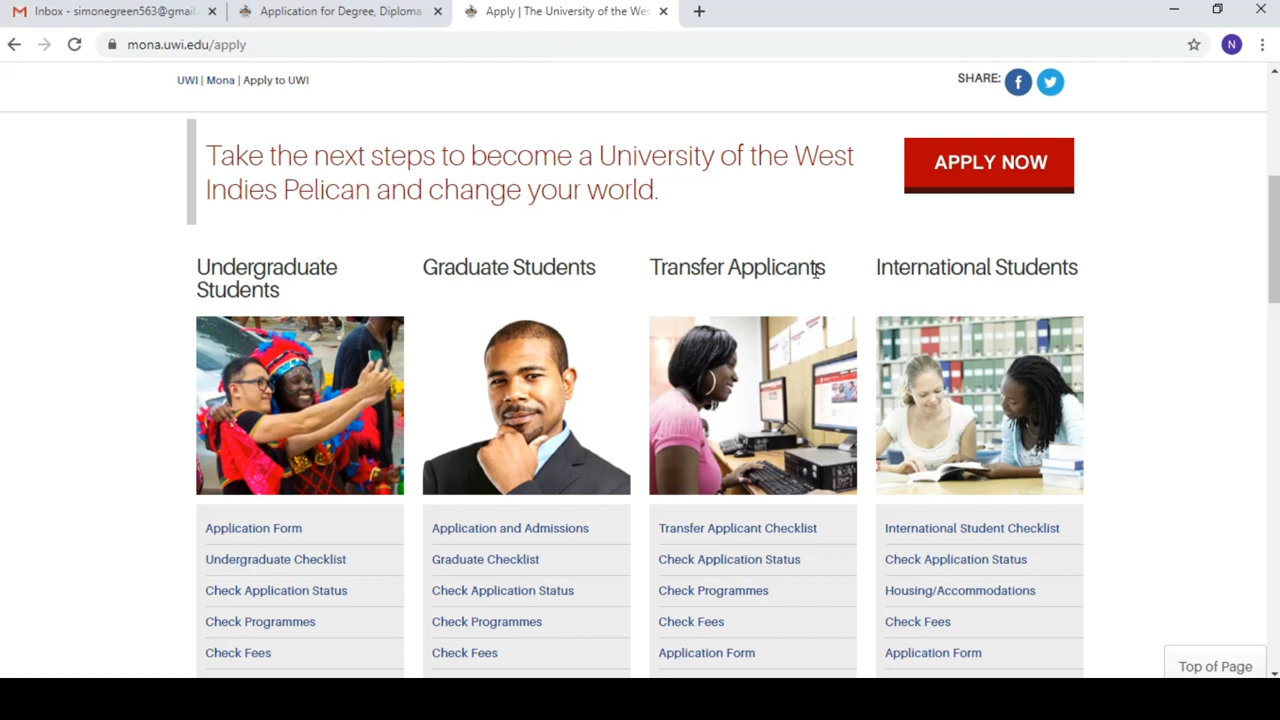 Inbox - simonegreen563@gmail.
Application for Degree, Diploma
Apply | The University of the Wes
mona.uwi.edu/apply
N
UWI | Mona | Apply to UWI
SHARE:
Take the next steps to become a University of the West
Indies Pelican and change your world.
APPLY NOW
Undergraduate
Students
Graduate Students
Transfer Applicants
International Students
Application Form
Undergraduate Checklist
Check Application Status
Check Programmes
Check Fees
Application and Admissions
Graduate Checklist
Check Application Status
Check Programmes
Check Fees
Transfer Applicant Checklist
Check Application Status
Check Programmes
Check Fees
Application Form
International Student Checklist
Check Application Status
Housing/Accommodations
Check Fees
Application Form
Top of Page